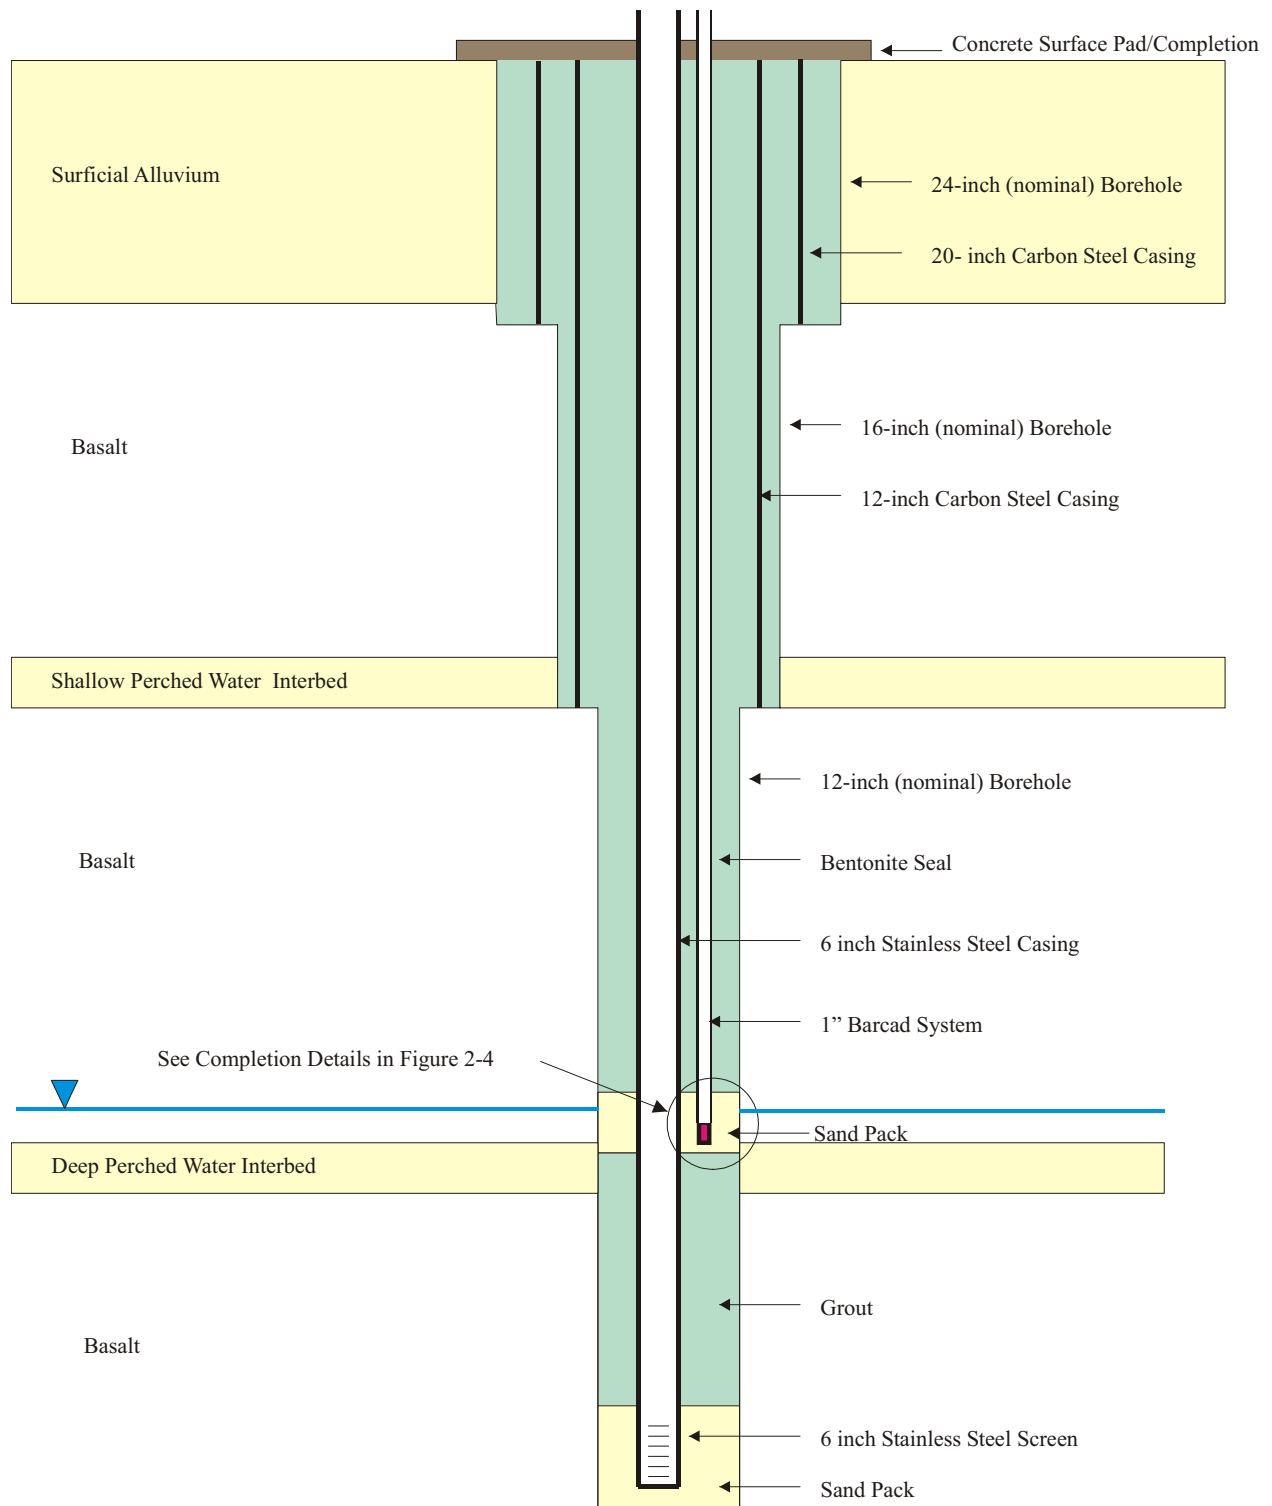 Concrete Surface Pad/Completion
Surficial Alluvium
24-inch (nominal) Borehole
20- inch Carbon Steel Casing
16-inch (nominal) Borehole
Basalt
12-inch Carbon Steel Casing
Shallow Perched Water Interbed
12-inch (nominal) Borehole
Basalt
Bentonite Seal
6 inch Stainless Steel Casing
1” Barcad System
See Completion Details in Figure 2-4
Sand Pack
Deep Perched Water Interbed
Grout
Basalt
6 inch Stainless Steel Screen
Sand Pack